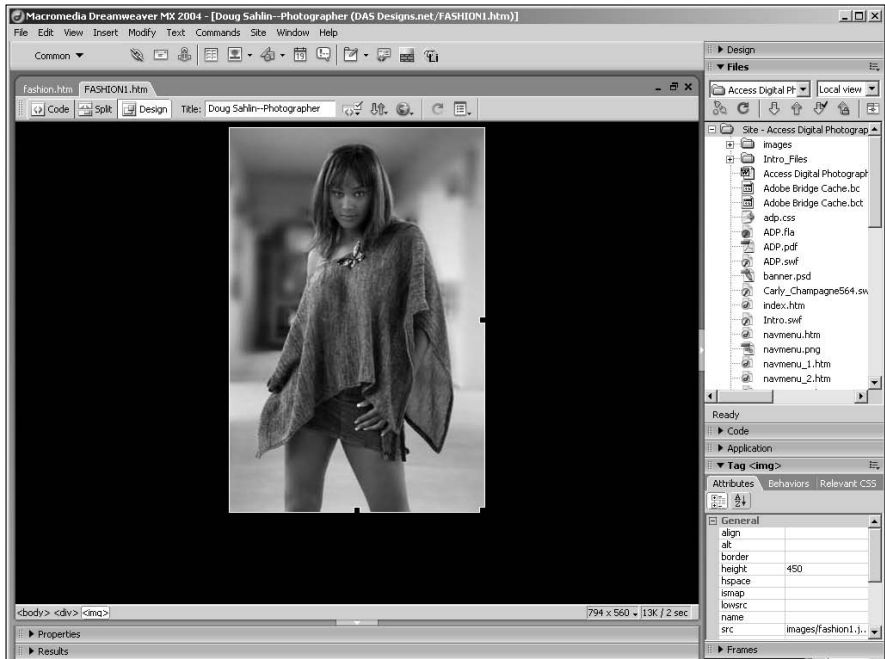 Macromedia Dreamweaver MX 2004 - [Doug Sahlin--Photographer (DAS Designs.net/FASHION1.htm)]
File Edit View Insert Modify Text Commands Site Window Help
Common
Design
Files
fashion.htm FASHION1.htm
Code Split Design Title: Doug Sahlin--Photographer
Access Digital Ph Local view
Site - Access Digital Photograp
images
Intro_Files
Access Digital Photograph
Adobe Bridge Cache.bc
Adobe Bridge Cache.bct
adp.css
ADP.fla
ADP.pdf
ADP.swf
banner.psd
Carly_Champagne564.sw
index.htm
Intro.swf
navmenu.htm
navmenu.png
navmenu_1.htm
navmenu_2.htm
Ready
Code
Application
Tag <img>
Attributes Behaviors Relevant CSS
General
align
alt
border
height 450
hspace
ismap
lowsrc
name
src images/fashion1.j..
<body> <div> <img>
794 x 560 13K / 2 sec
Properties
Results
Frames